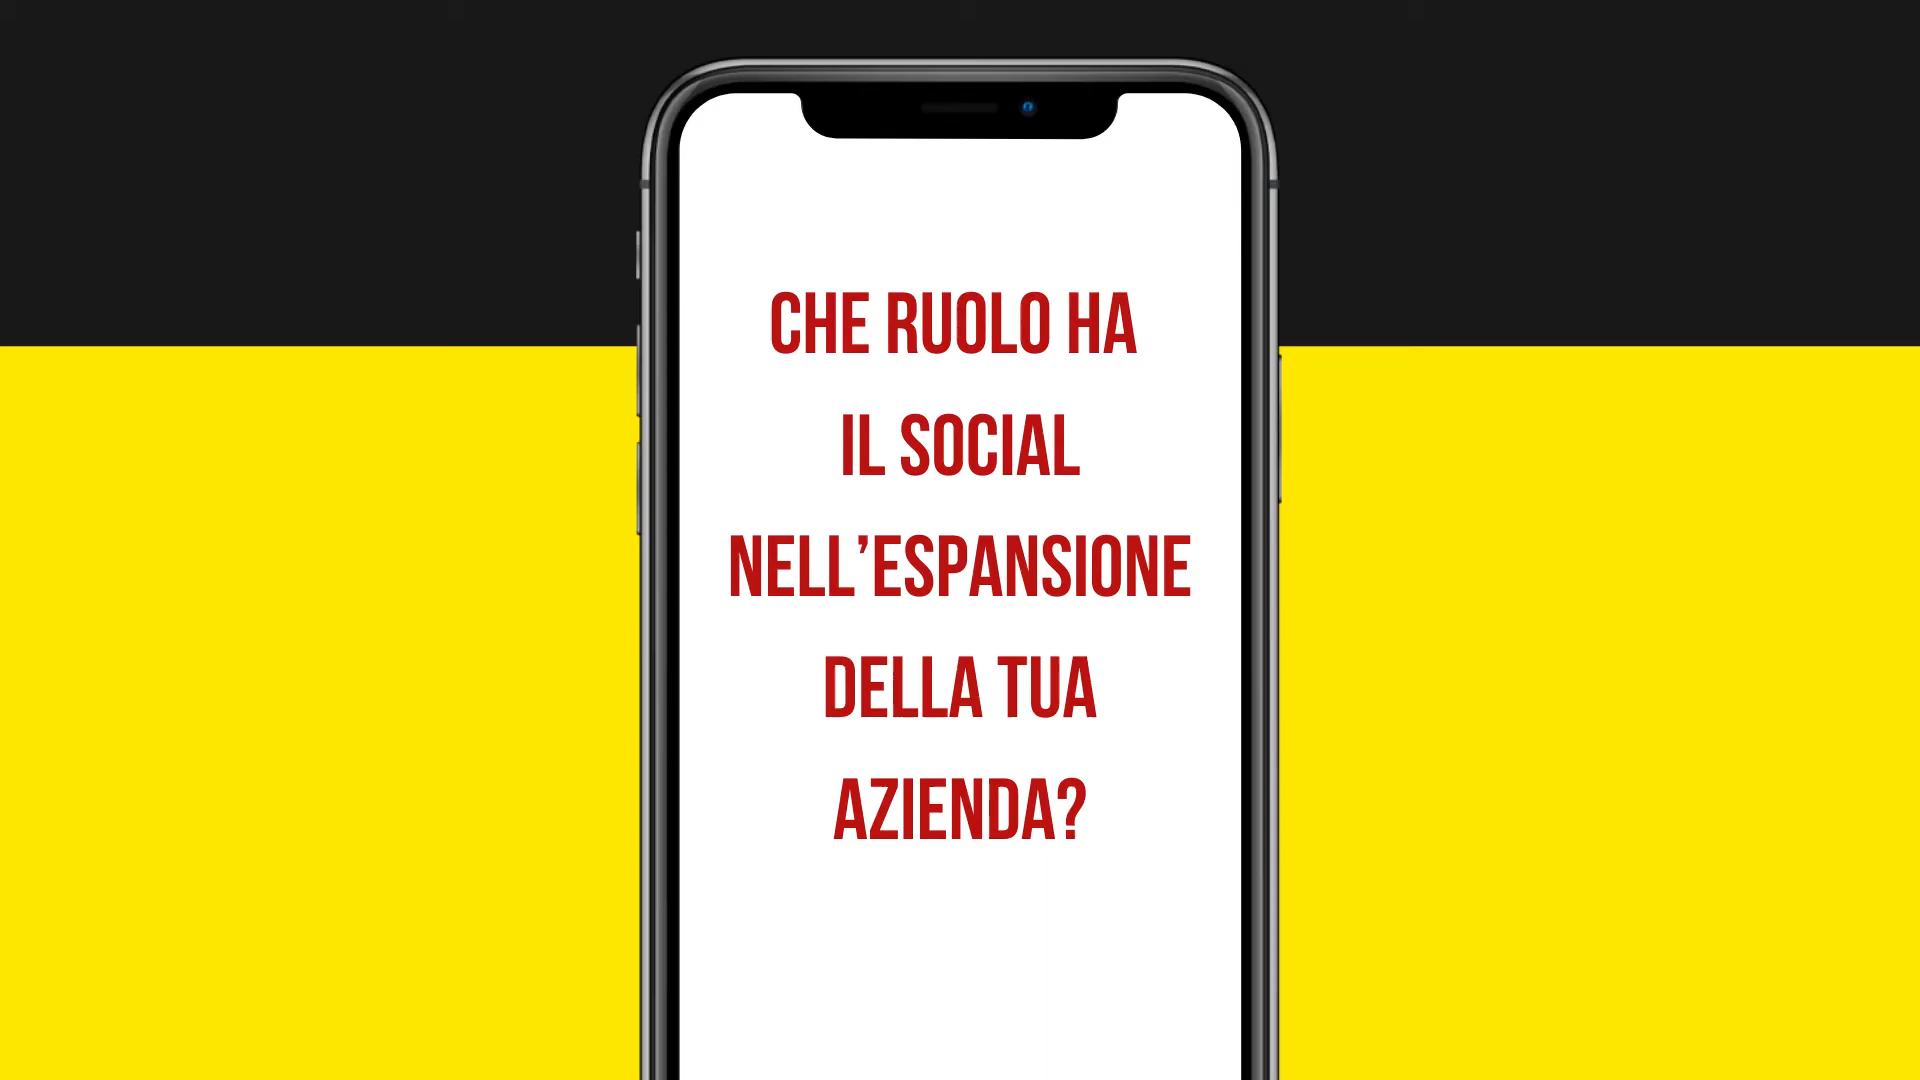 CHE RUOLO HA
IL SOCIAL
NELL’ESPANSIONE
DELLA TUA
AZIENDA?